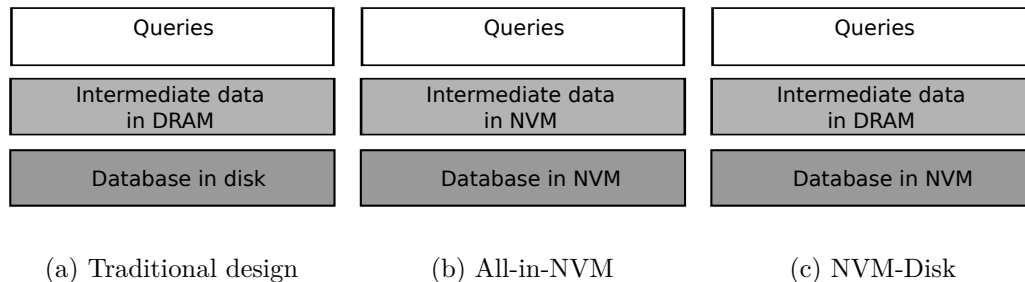 Queries
Queries
Queries
Intermediate data
in DRAM
Intermediate data
in NVM
Intermediate data
in DRAM
Database in disk
Database in NVM
Database in NVM
(a) Traditional design
(b) All-in-NVM
(c) NVM-Disk